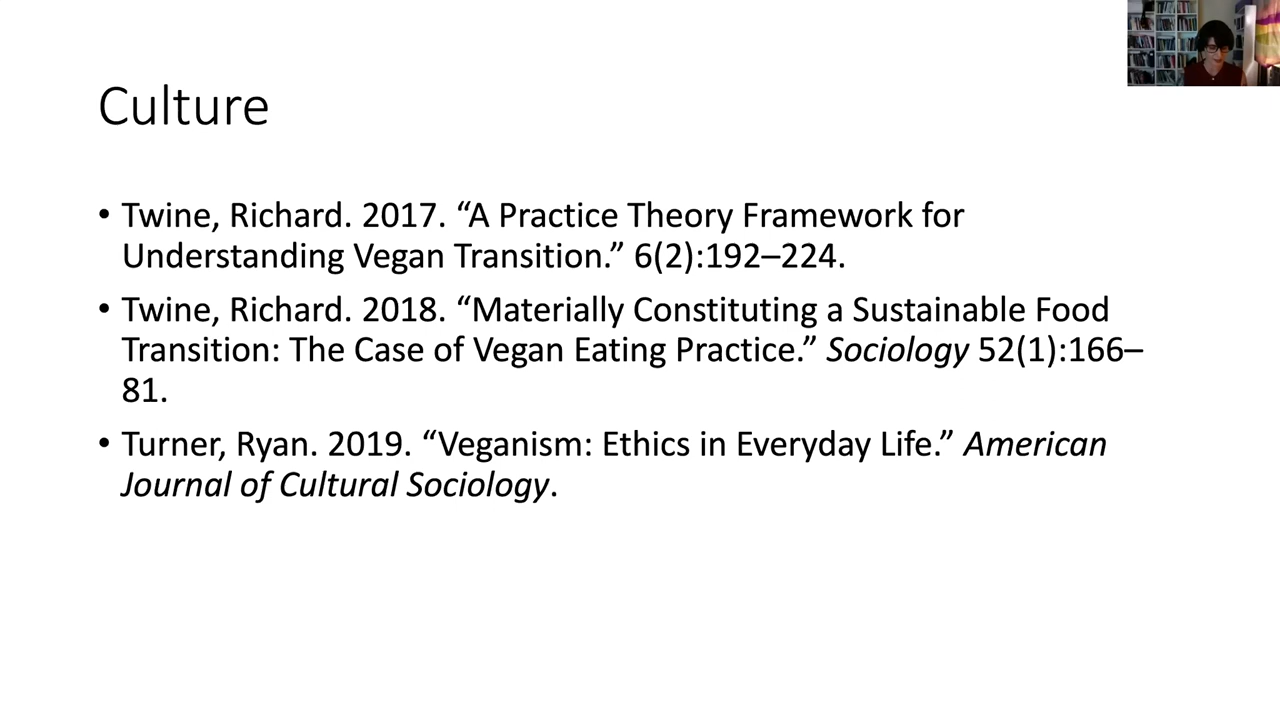 Culture
• Twine, Richard. 2017. “A Practice Theory Framework for
Understanding Vegan Transition.” 6(2):192–224.
• Twine, Richard. 2018. “Materially Constituting a Sustainable Food
Transition: The Case of Vegan Eating Practice.” Sociology 52(1):166–
81.
• Turner, Ryan. 2019. “Veganism: Ethics in Everyday Life.” American
Journal of Cultural Sociology.